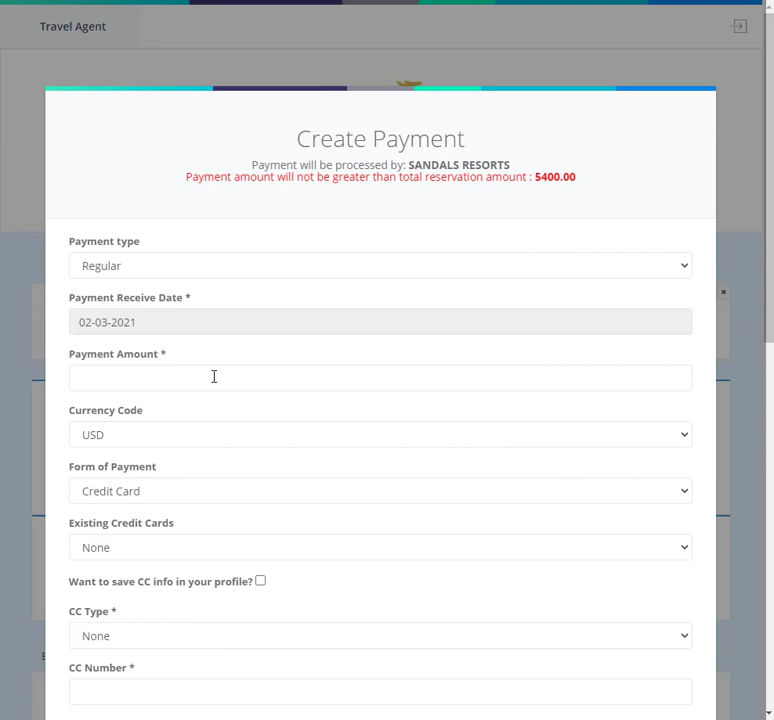 Travel Agent
Create Payment
Payment will be processed by: SANDALS RESORTS
Payment amount will not be greater than total reservation amount : 5400.00
Payment type
Regular
Payment Receive Date *
02-03-2021
Payment Amount *
Currency Code
USD
Form of Payment
Credit Card
Existing Credit Cards
None
Want to save CC info in your profile?
CC Type *
None
CC Number *